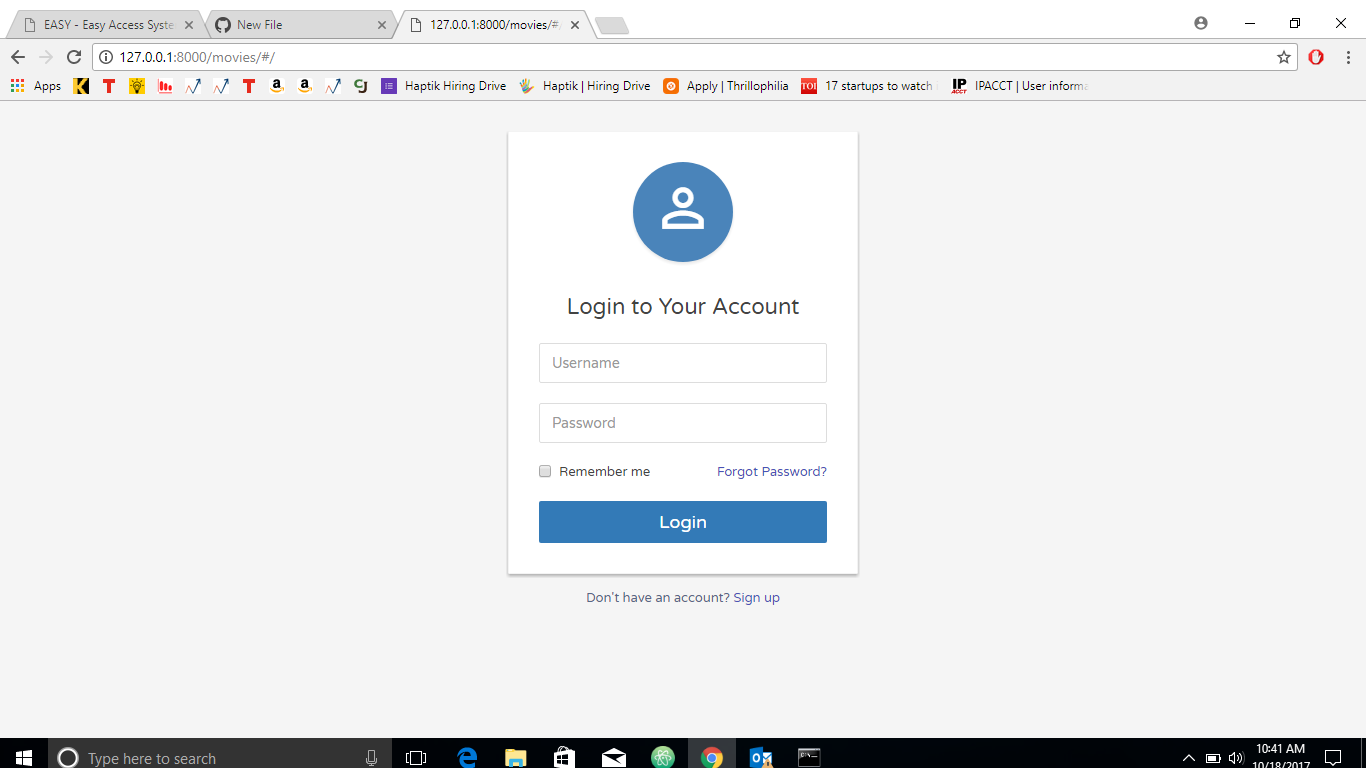 EASY - Easy Access Syste
New File
127.0.0.1:8000/movies/#/
127.0.0.1:8000/movies/#/
Apps
K
T
T
a
a
CJ
Haptik Hiring Drive
Haptik | Hiring Drive
Apply | Thrillophilia
TOI
17 startups to watch
IP
ACCT
IPACCT | User informa
Login to Your Account
Username
Password
Remember me
Forgot Password?
Login
Don't have an account? Sign up
Type here to search
10:41 AM
10/18/2017